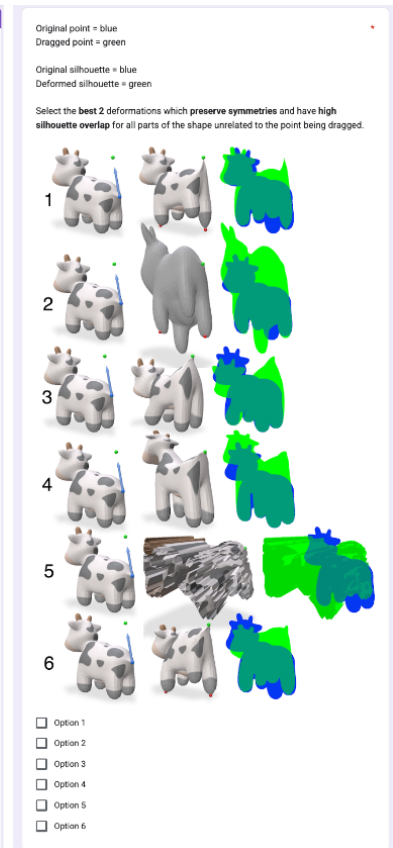 Original point = blue
Dragged point = green
*
Original silhouette = blue
Deformed silhouette = green
Select the best 2 deformations which preserve symmetries and have high
silhouette overlap for all parts of the shape unrelated to the point being dragged.
1
2
3
4
5
6
Option 1
Option 2
Option 3
Option 4
Option 5
Option 6